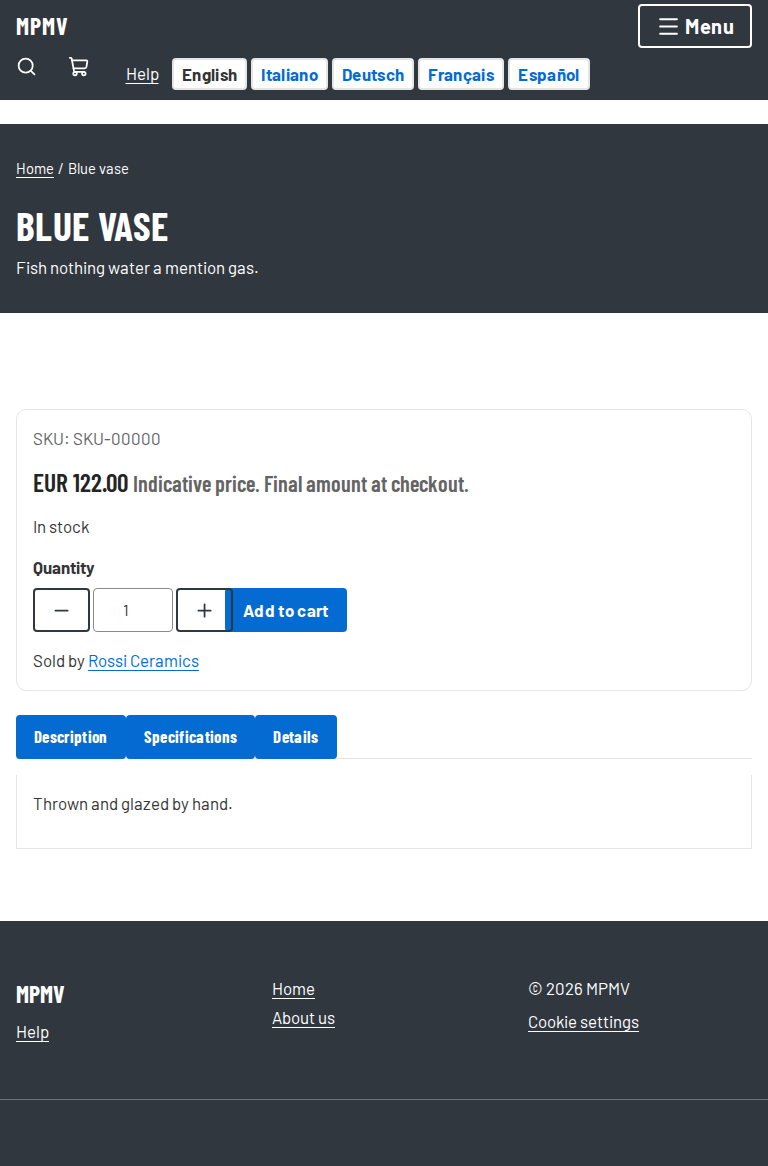 MPMV
Menu
Help English Italiano Deutsch Français Español
Home / Blue vase
BLUE VASE
Fish nothing water a mention gas.
SKU: SKU-00000
EUR 122.00 Indicative price. Final amount at checkout.
In stock
Quantity
1 Add to cart
Sold by Rossi Ceramics
Description Specifications Details
Thrown and glazed by hand.
MPMV
Help
Home
About us
© 2026 MPMV
Cookie settings